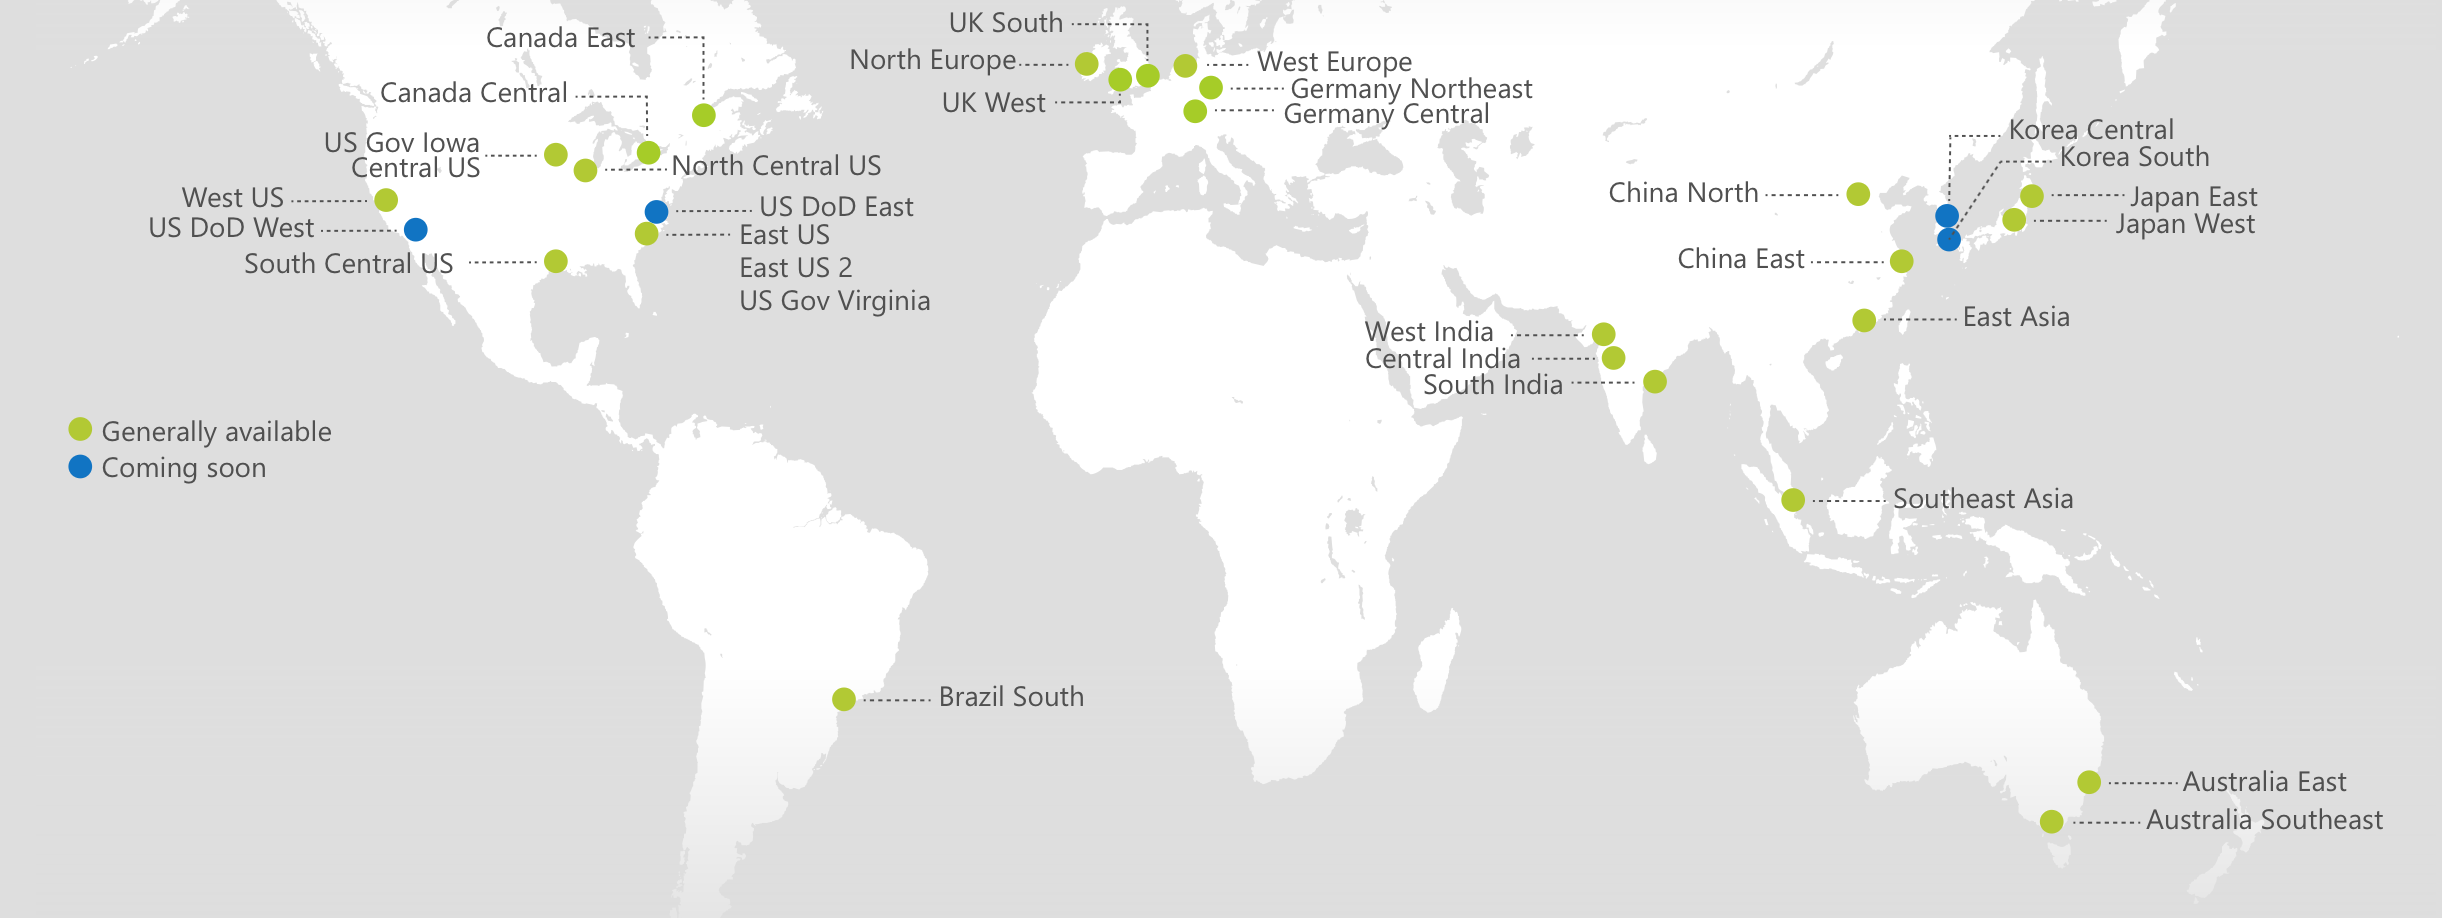 UK South
Canada East
North Europe
West Europe
Canada Central
Germany Northeast
UK West
Germany Central
US Gov Iowa
Central US
North Central US
West US
US DoD East
US DoD West
East US
South Central US
East US 2
US Gov Virginia
Korea Central
Korea South
China North
Japan East
Japan West
China East
East Asia
West India
Central India
South India
Generally available
Coming soon
Southeast Asia
Brazil South
Australia East
Australia Southeast